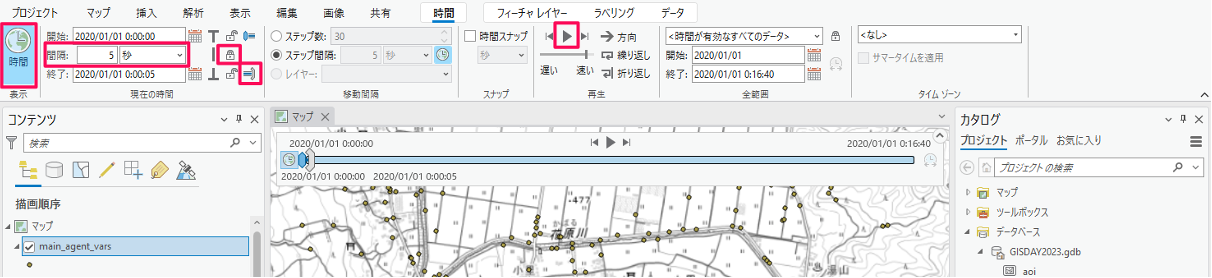 プロジェクト マップ 挿入 解析 表示 編集 画像 共有 時間 フィーチャ レイヤー ラベリング データ
開始: 2020/01/01 0:00:00
間隔: 5 秒
終了: 2020/01/01 0:00:05
時間
表示
現在の時間
ステップ数: 30
ステップ間隔: 5 秒
レイヤー:
移動間隔
時間スナップ
秒
スナップ
方向
繰り返し
遅い 速い 折り返し
再生
<時間が有効なすべてのデータ>
開始: 2020/01/01
終了: 2020/01/01 0:16:40
全範囲
<なし>
サマータイムを適用
タイム ゾーン
コンテンツ
検索
描画順序
マップ
main_agent_vars
マップ
2020/01/01 0:00:00 2020/01/01 0:16:40
2020/01/01 0:00:00 2020/01/01 0:00:05
477
花原川
カタログ
プロジェクト ポータル お気に入り
プロジェクトの検索
マップ
ツールボックス
データベース
GISDAY2023.gdb
aoi